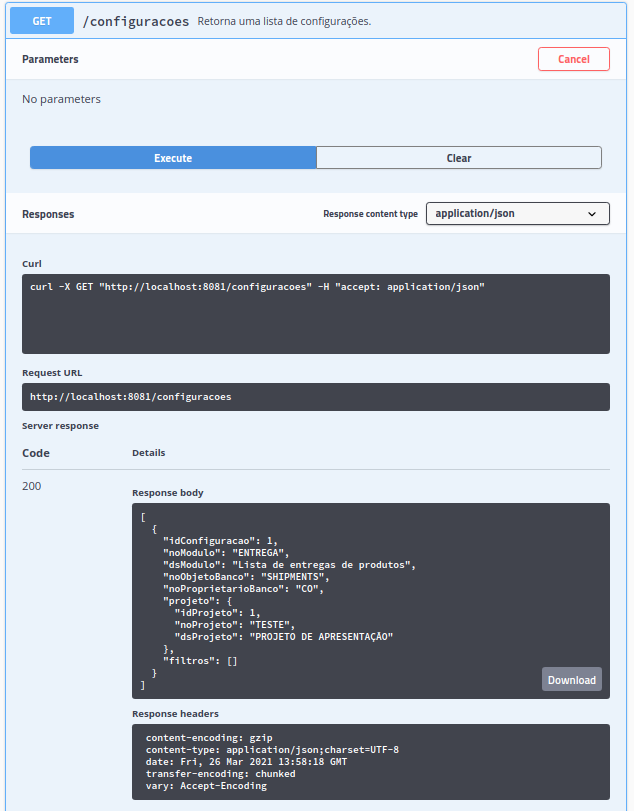 GET /configuracoes Retorna uma lista de configurações.
Parameters Cancel
No parameters
Execute Clear
Responses Response content type application/json
Curl
curl -X GET "http://localhost:8081/configuracoes" -H "accept: application/json"
Request URL
http://localhost:8081/configuracoes
Server response
Code Details
200
Response body
[
  {
    "idConfiguracao": 1,
    "noModulo": "ENTREGA",
    "dsModulo": "Lista de entregas de produtos",
    "noObjetoBanco": "SHIPMENTS",
    "noProprietarioBanco": "CO",
    "projeto": {
      "idProjeto": 1,
      "noProjeto": "TESTE",
      "dsProjeto": "PROJETO DE APRESENTAÇÃO"
    },
    "filtros": []
  }
]
Download
Response headers
content-encoding: gzip
content-type: application/json;charset=UTF-8
date: Fri, 26 Mar 2021 13:58:18 GMT
transfer-encoding: chunked
vary: Accept-Encoding